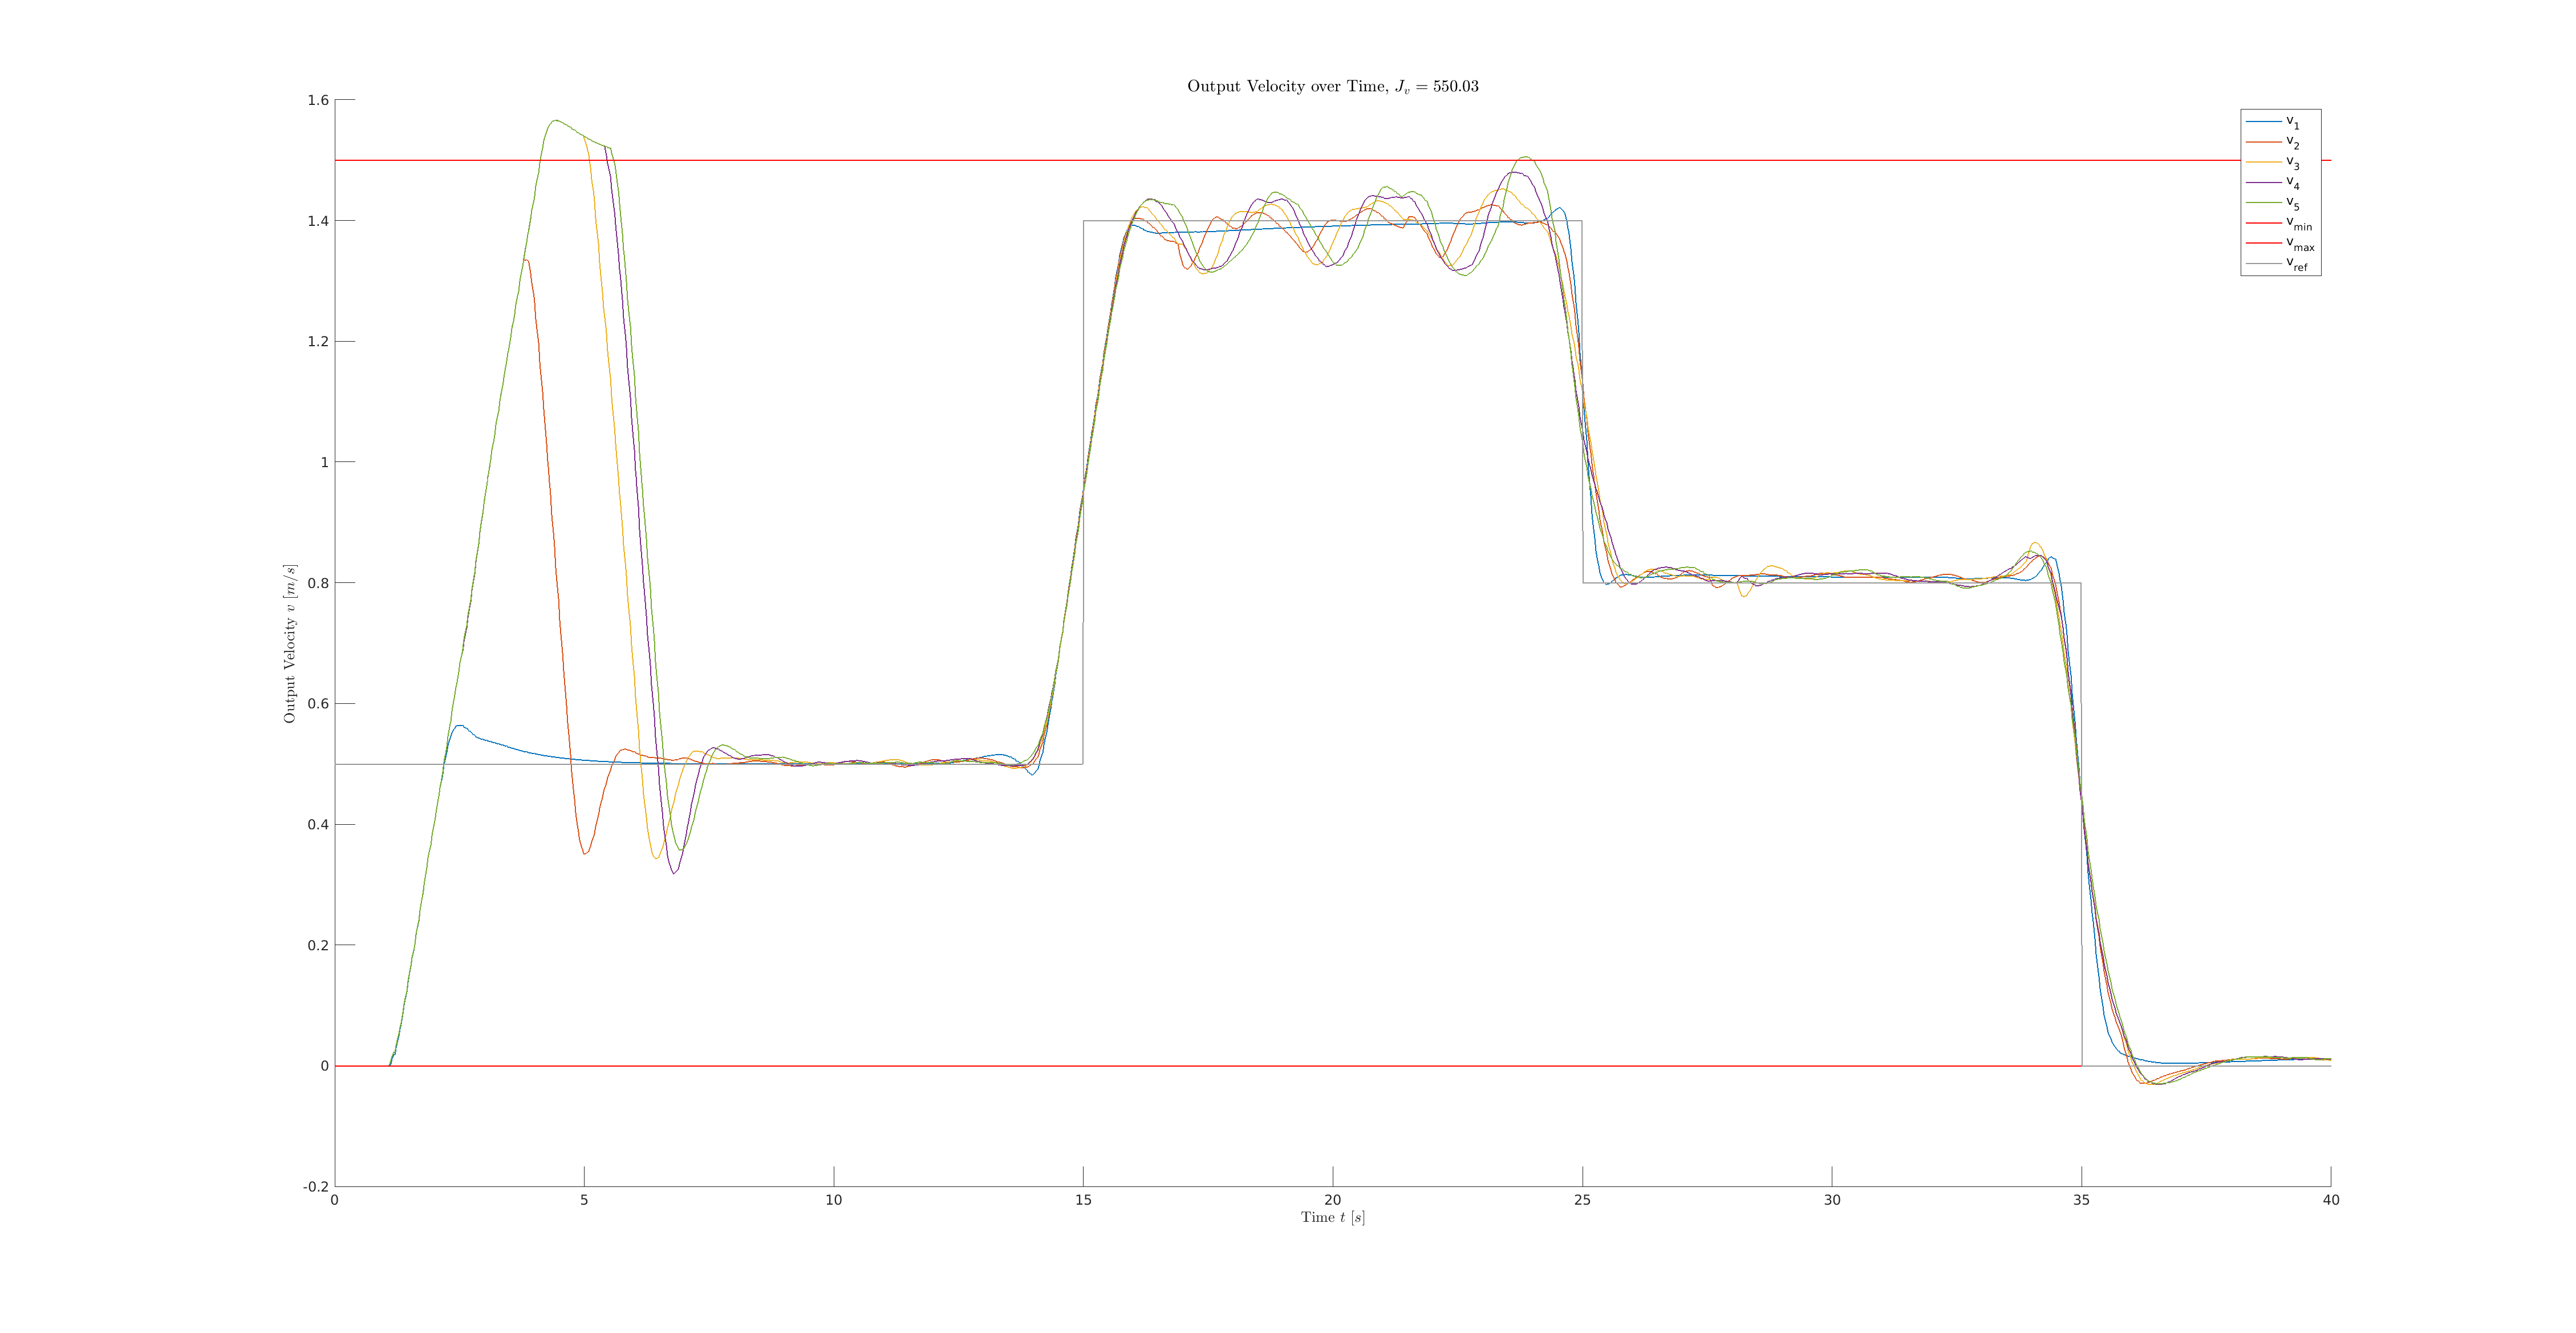 Output Velocity over Time, J_v = 550.03
1.6
1.4
1.2
1
0.8
0.6
0.4
0.2
0
-0.2
Output Velocity v [m/s]
v_1
v_2
v_3
v_4
v_5
v_min
v_max
v_ref
0 5 10 15 20 25 30 35 40
Time t [s]